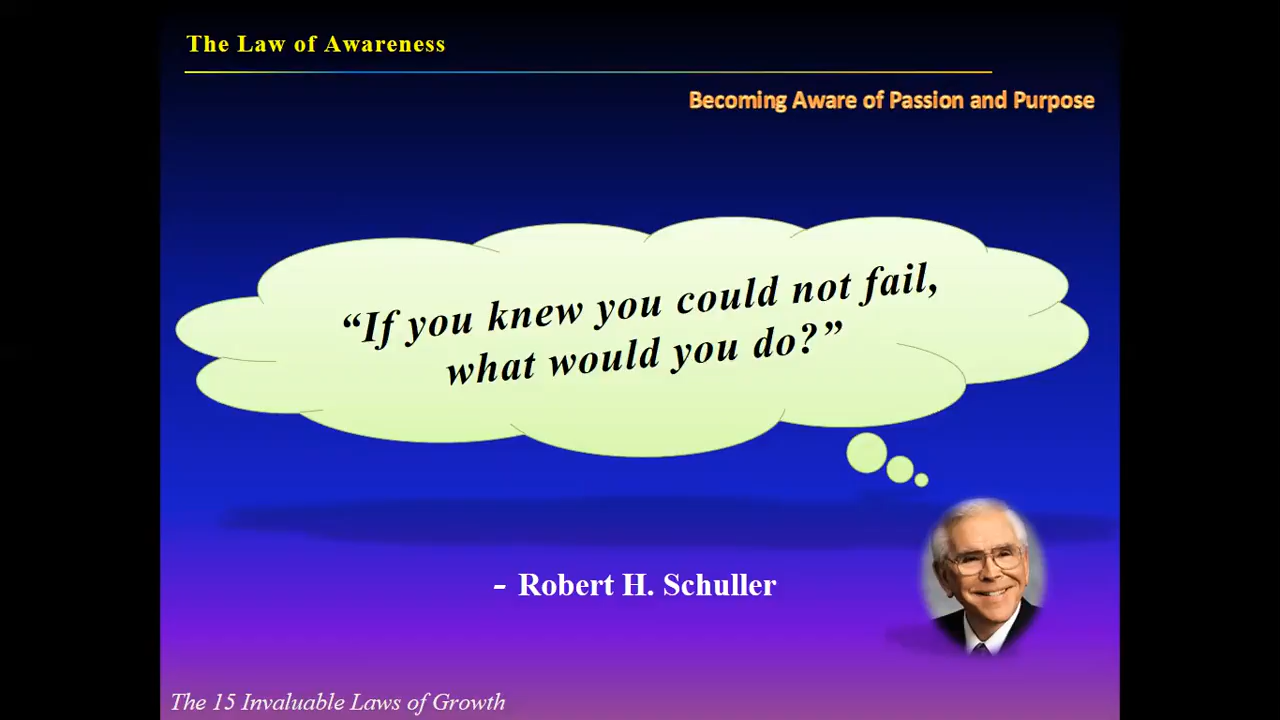 The Law of Awareness
Becoming Aware of Passion and Purpose
“If you knew you could not fail,
what would you do?”
- Robert H. Schuller
The 15 Invaluable Laws of Growth